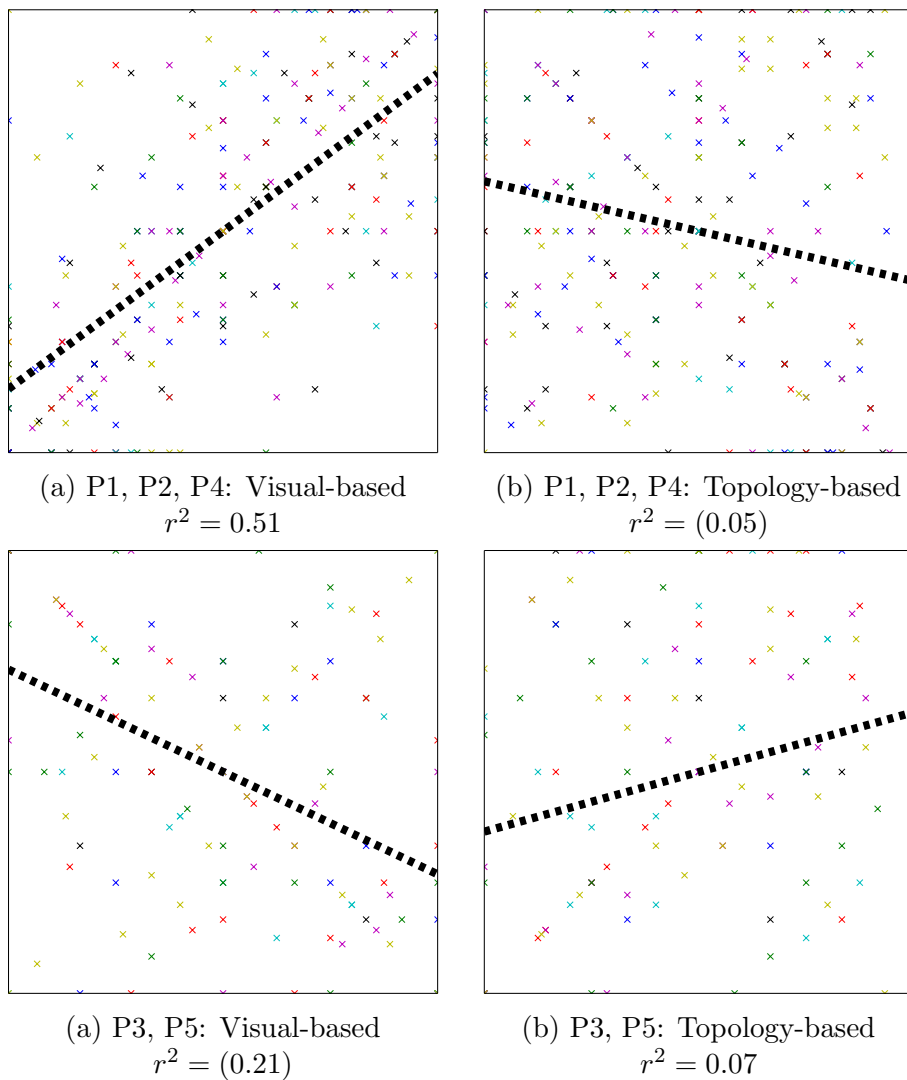 (a) P1, P2, P4: Visual-based
r² = 0.51
(b) P1, P2, P4: Topology-based
r² = (0.05)
(a) P3, P5: Visual-based
r² = (0.21)
(b) P3, P5: Topology-based
r² = 0.07